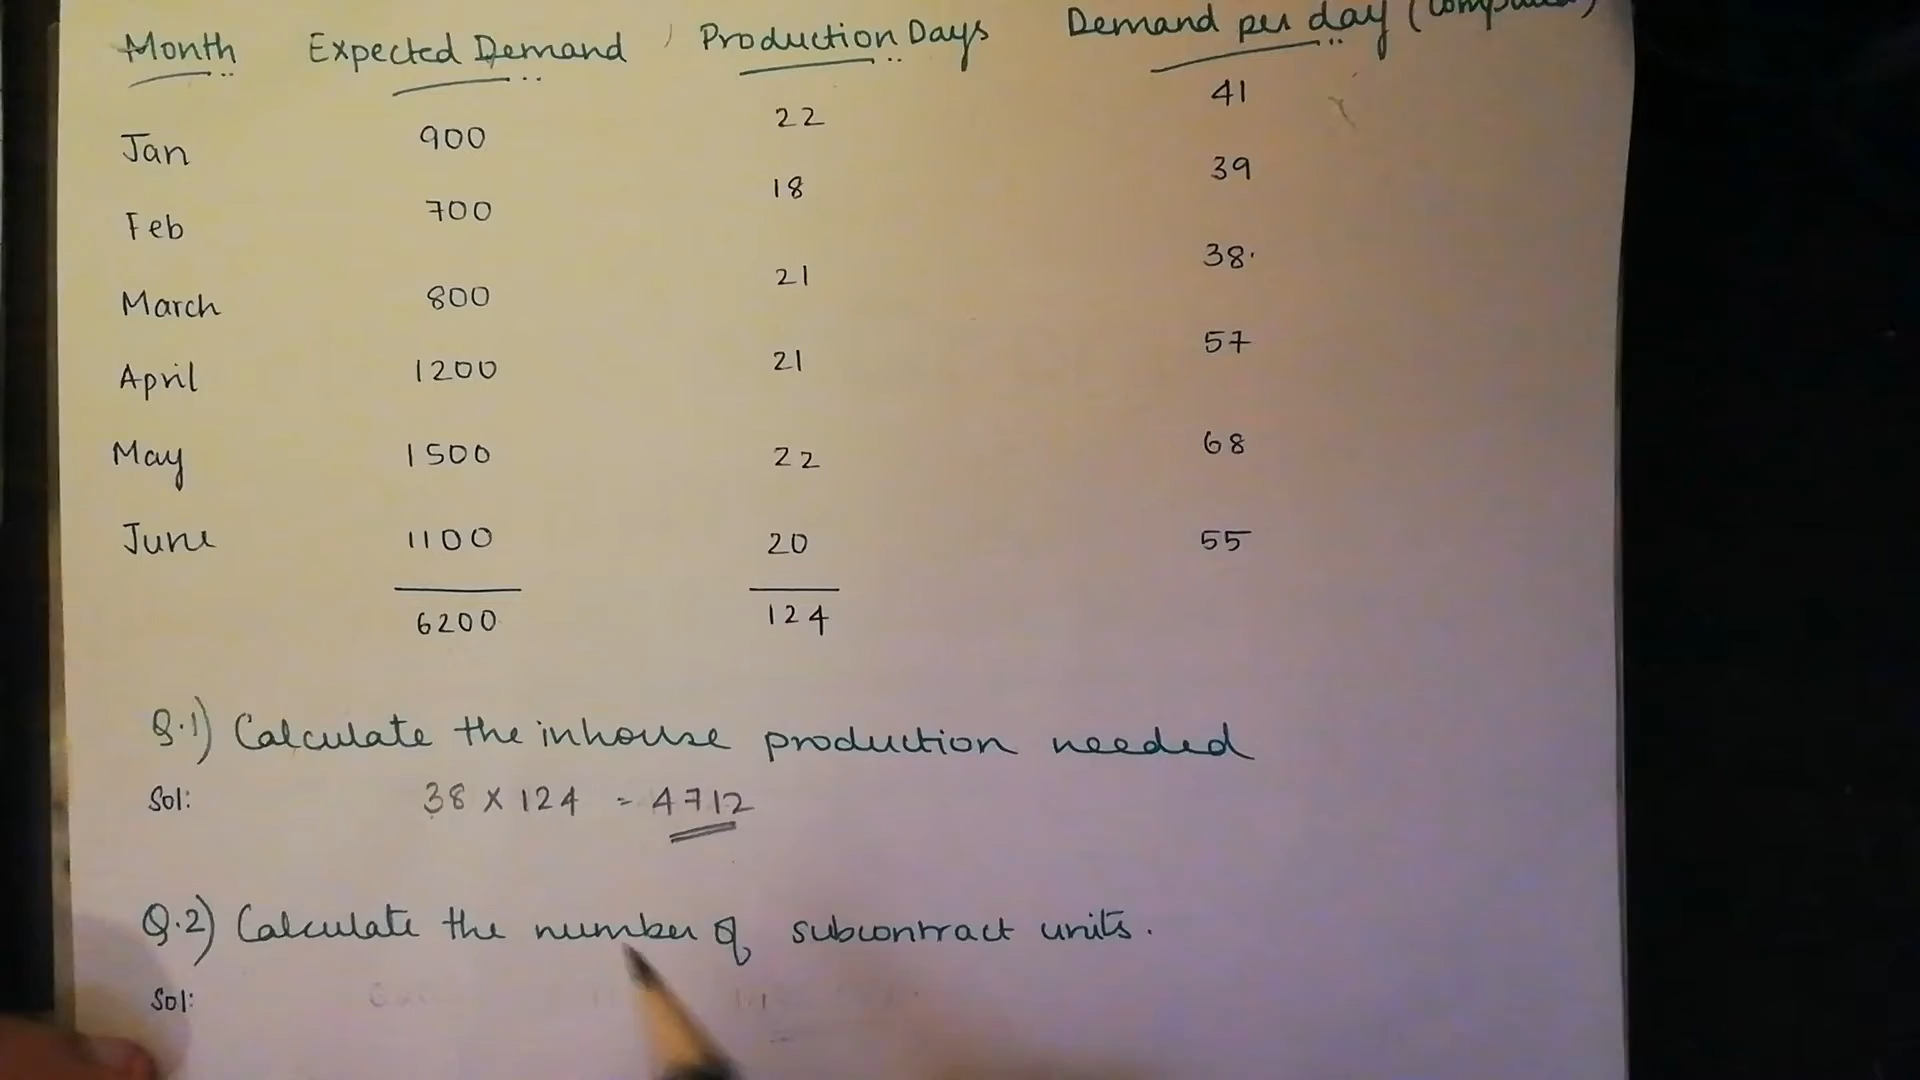 Month Expected Demand Production Days Demand per day
Jan 900 22 41
Feb 700 18 39
March 800 21 38
April 1200 21 57
May 1500 22 68
June 1100 20 55
6200 124
Q.1) Calculate the inhouse production needed
Sol: 38 x 124 = 4712
Q.2) Calculate the number of subcontract units.
Sol: